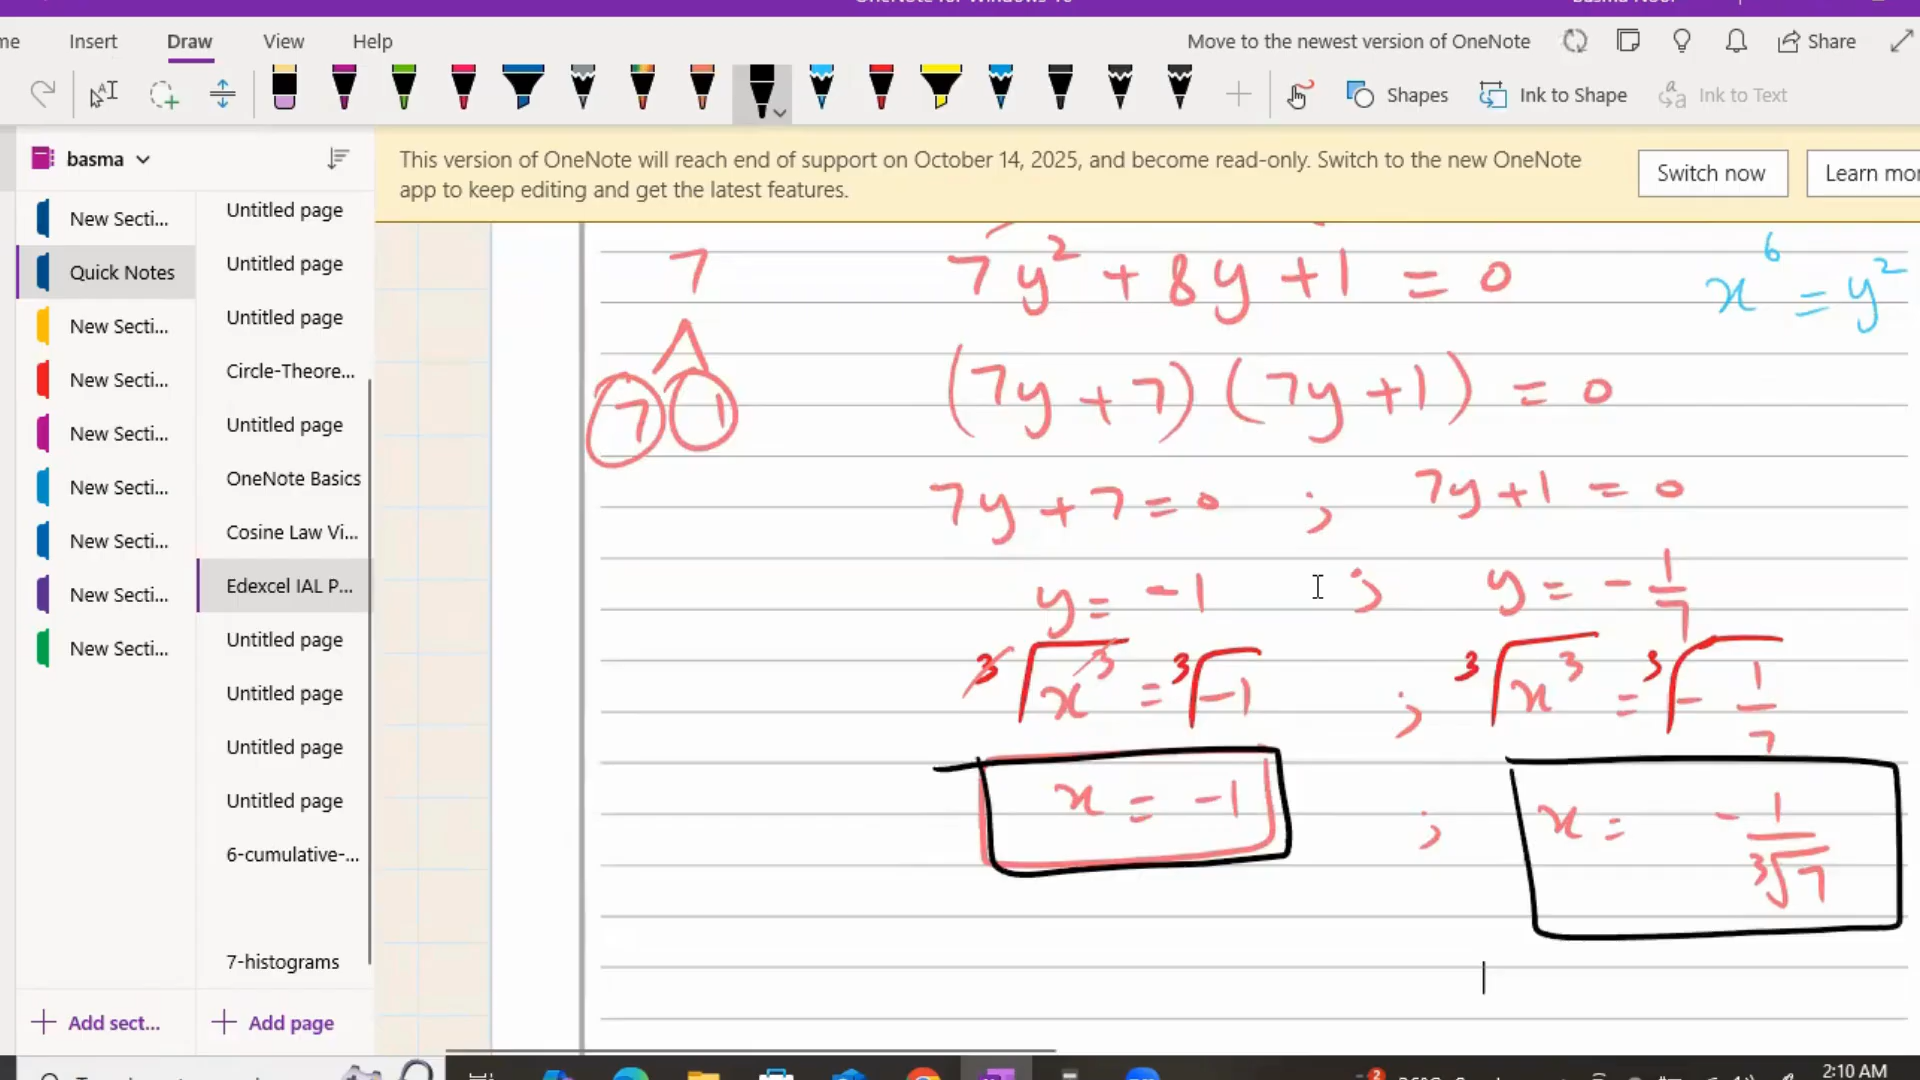 Insert Draw View Help Move to the newest version of OneNote Share
Shapes Ink to Shape Ink to Text
basma
This version of OneNote will reach end of support on October 14, 2025, and become read-only. Switch to the new OneNote
app to keep editing and get the latest features.
Switch now
New Secti...
Quick Notes
New Secti...
New Secti...
New Secti...
New Secti...
New Secti...
New Secti...
New Secti...
Add sect...
Untitled page
Untitled page
Untitled page
Circle-Theore...
Untitled page
OneNote Basics
Cosine Law Vi...
Edexcel IAL P...
Untitled page
Untitled page
Untitled page
Untitled page
6-cumulative-...
7-histograms
Add page
7
7 1
7y² + 8y + 1 = 0
x⁶ = y²
(7y + 7) (7y + 1) = 0
7y + 7 = 0 ; 7y + 1 = 0
y = -1 ; y = -1/7
³√x³ = ³√-1 ; ³√x³ = ³√-1/7
x = -1 ; x = -1/³√7
2:10 AM